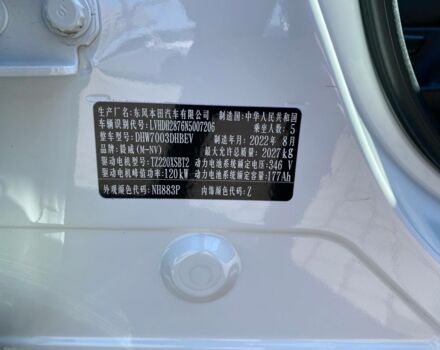 生产厂名:东风本田汽车有限公司 制造国:中华人民共和国
车辆识别代号:LVHDH2876N5007206 乘坐人数:5
整车型号:DHW7003DHBEV 制造年月:2022年8月
品牌:毅威(M-NV) 最大允许总质量:2027kg
驱动电机型号:TZ220XSBT2 动力电池系统额定电压:346V
驱动电机峰值功率:120kW 动力电池系统额定容量:177Ah
外观颜色代码:NH883P 内饰颜色代码:Z